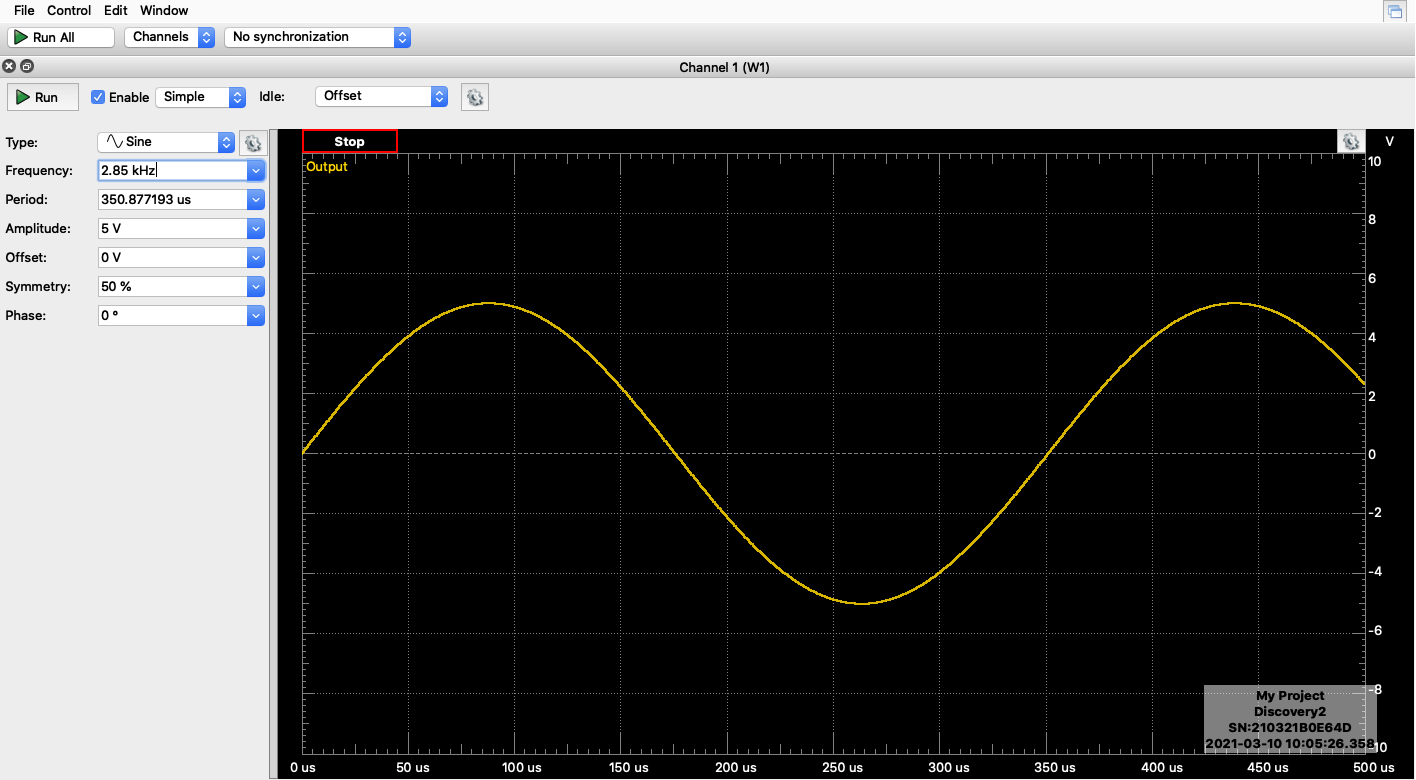 File Control Edit Window
Run All Channels No synchronization
Channel 1 (W1)
Run Enable Simple Idle: Offset
Type: Sine
Frequency: 2.85 kHz
Period: 350.877193 us
Amplitude: 5 V
Offset: 0 V
Symmetry: 50 %
Phase: 0 º
Stop V
Output
10
8
6
4
2
0
-2
-4
-6
-8
-10
My Project
Discovery2
SN:210321B0E64D
2021-03-10 10:05:26.358
0 us 50 us 100 us 150 us 200 us 250 us 300 us 350 us 400 us 450 us 500 us